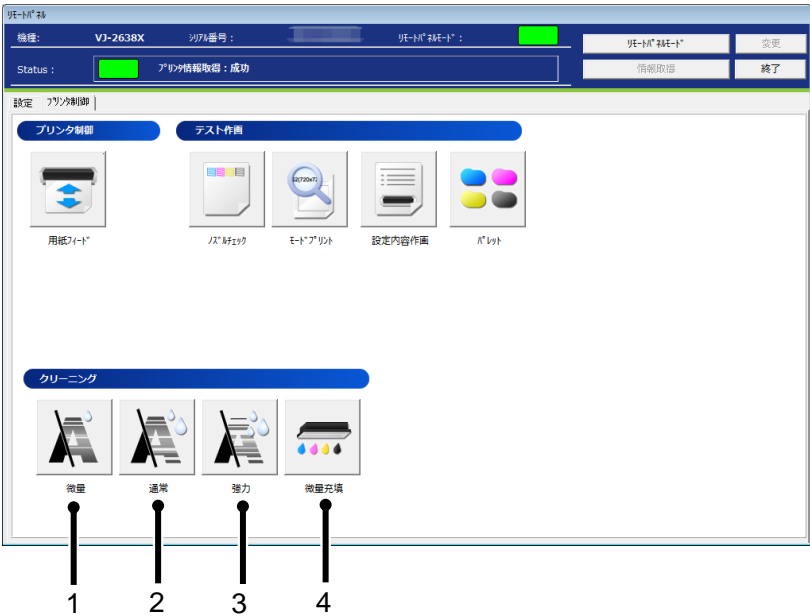 ﾘﾓｰﾄﾊﾟﾈﾙ
機種: VJ-2638X ｼﾘｱﾙ番号： ﾘﾓｰﾄﾊﾟﾈﾙﾓｰﾄﾞ：
ﾘﾓｰﾄﾊﾟﾈﾙﾓｰﾄﾞ 変更
Status： ﾌﾟﾘﾝﾀ情報取得：成功
情報取得 終了
設定 ﾌﾟﾘﾝﾀ制御
プリンタ制御 テスト作画
用紙ﾌｨｰﾄﾞ ﾉｽﾞﾙﾁｪｯｸ ﾓｰﾄﾞﾌﾟﾘﾝﾄ 設定内容作画 ﾊﾟﾚｯﾄ
クリーニング
微量 通常 強力 微量充填
1 2 3 4